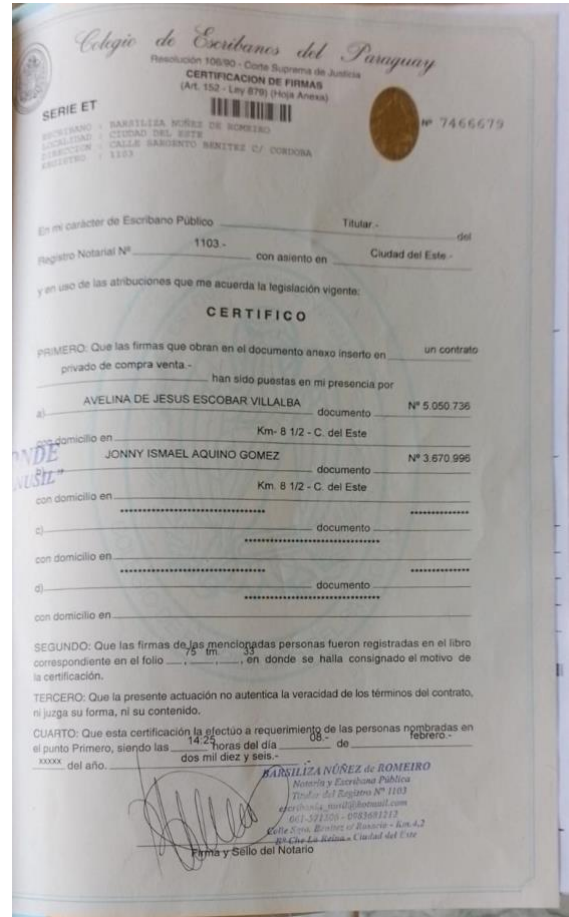 Colegio de Escribanos del Paraguay
Resolución 106/90 - Corte Suprema de Justicia
CERTIFICACION DE FIRMAS
(Art. 152 - Ley 879) (Hoja Anexa)
SERIE ET
Nº 7466679
ESCRIBANO : BARSILIZA NUÑEZ DE ROMEIRO
LOCALIDAD : CIUDAD DEL ESTE
DIRECCION : CALLE SARGENTO BENITES C/ CORDOBA
REGISTRO : 1103
En mi carácter de Escribano Público Titular.- del
Registro Notarial Nº 1103.- con asiento en Ciudad del Este.-
y en uso de las atribuciones que me acuerda la legislación vigente:
CERTIFICO
PRIMERO: Que las firmas que obran en el documento anexo inserto en un contrato
privado de compra venta.- han sido puestas en mi presencia por
a) AVELINA DE JESUS ESCOBAR VILLALBA documento Nº 5.050.736
con domicilio en Km- 8 1/2 - C. del Este
JONNY ISMAEL AQUINO GOMEZ documento Nº 3.670.996
con domicilio en Km. 8 1/2 - C. del Este
c) documento
con domicilio en
d) documento
con domicilio en
SEGUNDO: Que las firmas de las mencionadas personas fueron registradas en el libro
correspondiente en el folio 75 tm. 33, en donde se halla consignado el motivo de
la certificación.
TERCERO: Que la presente actuación no autentica la veracidad de los términos del contrato,
ni juzga su forma, ni su contenido.
CUARTO: Que esta certificación la efectúo a requerimiento de las personas nombradas en
el punto Primero, siendo las 14:25 horas del día 08.- de febrero.-
xxxxx del año. dos mil diez y seis.-
BARSILIZA NÚÑEZ de ROMEIRO
Notaria y Escribana Pública
Titular del Registro Nº 1103
Ciudad del Este
Firma y Sello del Notario